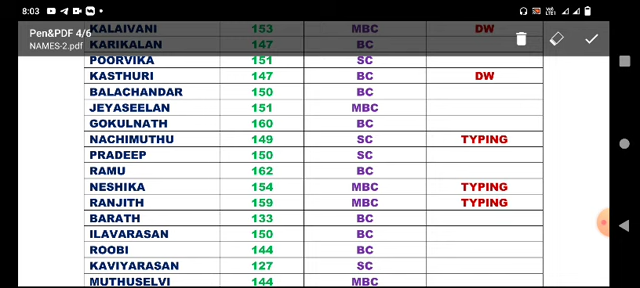 8:03
KALAIVANI 153 MBC DW
Pen&PDF 4/6
KARIKALAN 147 BC
NAMES-2.pdf
POORVIKA 151 SC
KASTHURI 147 BC DW
BALACHANDAR 150 BC
JEYASEELAN 151 MBC
GOKULNATH 160 BC
NACHIMUTHU 149 SC TYPING
PRADEEP 150 SC
RAMU 162 BC
NESHIKA 154 MBC TYPING
RANJITH 159 MBC TYPING
BARATH 133 BC
ILAVARASAN 150 BC
ROOBI 144 BC
KAVIYARASAN 127 SC
MUTHUSELVI 144 MBC